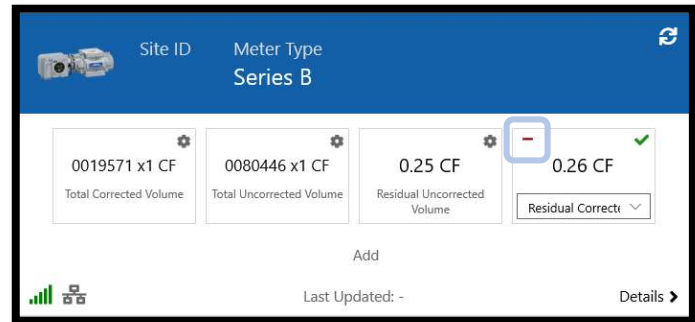 Site ID
Meter Type
Series B
0019571 x1 CF
Total Corrected Volume
0080446 x1 CF
Total Uncorrected Volume
0.25 CF
Residual Uncorrected
Volume
0.26 CF
Residual Correcte
Add
Last Updated: -
Details